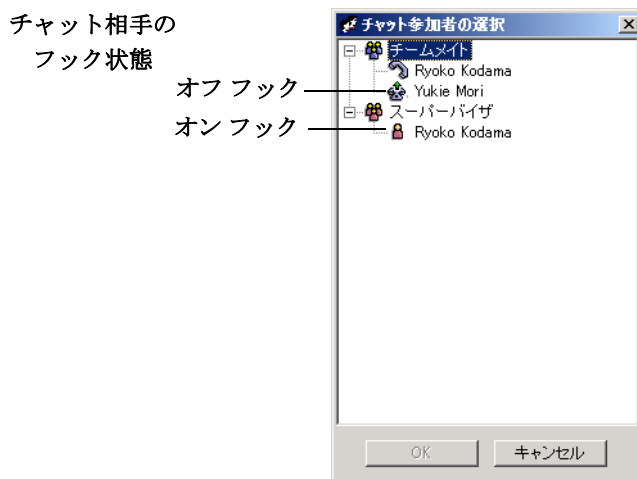 チャット相手の
フック状態
オフ フック
オン フック
チャット参加者の選択
チームメイト
Ryoko Kodama
Yukie Mori
スーパーバイザ
Ryoko Kodama
OK
キャンセル